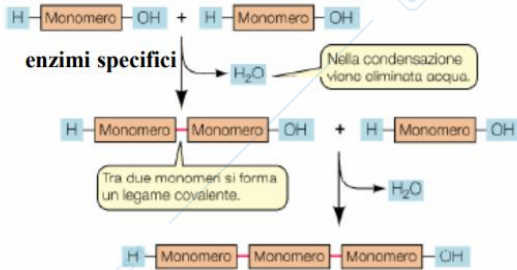 H Monomero OH + H Monomero OH
enzimi specifici
H₂O
Nella condensazione
viene eliminata acqua.
H Monomero Monomero OH + H Monomero OH
Tra due monomeri si forma
un legame covalente.
H₂O
H Monomero Monomero Monomero OH